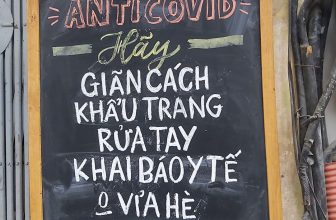 ANTICOVID
Hãy
GIÃN CÁCH
KHẨU TRANG
RỬA TAY
KHAI BÁO Y TẾ
O VỈA HÈ